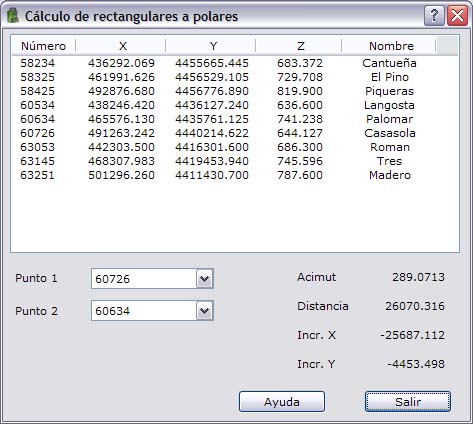 Cálculo de rectangulares a polares
Número X Y Z Nombre
58234 436292.069 4455665.445 683.372 Cantueña
58325 461991.626 4456529.105 729.708 El Pino
58425 492876.680 4456776.890 819.900 Piqueras
60534 438246.420 4436127.240 636.600 Langosta
60634 465576.130 4435761.125 741.238 Palomar
60726 491263.242 4440214.622 644.127 Casasola
63053 442303.500 4416301.600 686.300 Roman
63145 468307.983 4419453.940 745.596 Tres
63251 501296.260 4411430.700 787.600 Madero
Punto 1 60726 Acimut 289.0713
Punto 2 60634 Distancia 26070.316
Incr. X -25687.112
Incr. Y -4453.498
Ayuda Salir